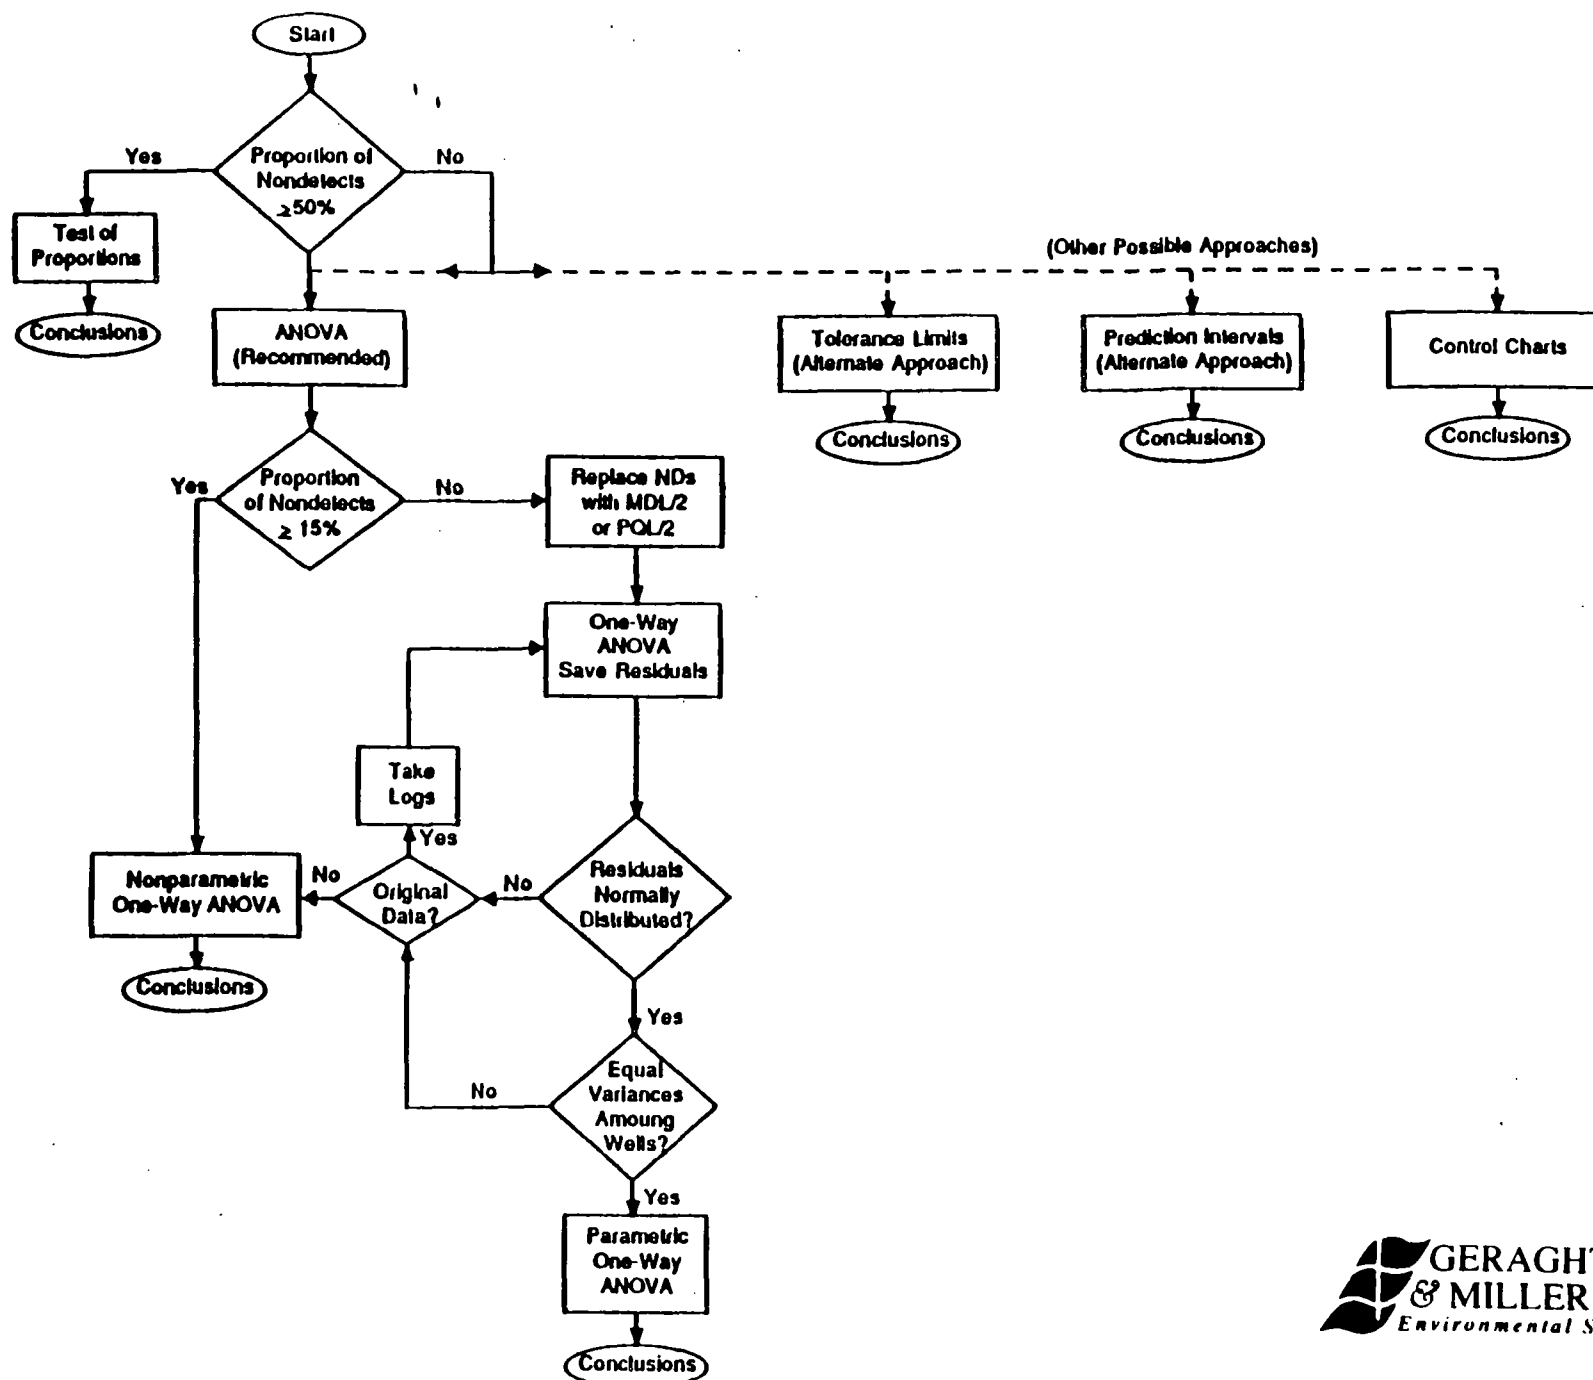 Start
Yes
Proportion of
Nondetects
≥50%
No
Test of
Proportions
Conclusions
(Other Possible Approaches)
ANOVA
(Recommended)
Tolerance Limits
(Alternate Approach)
Conclusions
Prediction Intervals
(Alternate Approach)
Conclusions
Control Charts
Conclusions
Yes
Proportion
of Nondetects
≥ 15%
No
Replace NDs
with MDL/2
or PQL/2
One-Way
ANOVA
Save Residuals
Take
Logs
Yes
Nonparametric
One-Way ANOVA
No
Original
Data?
No
Residuals
Normally
Distributed?
Conclusions
Yes
Equal
Variances
Amoung
Wells?
No
Yes
Parametric
One-Way
ANOVA
Conclusions
GERAGHT
& MILLER
Environmental S